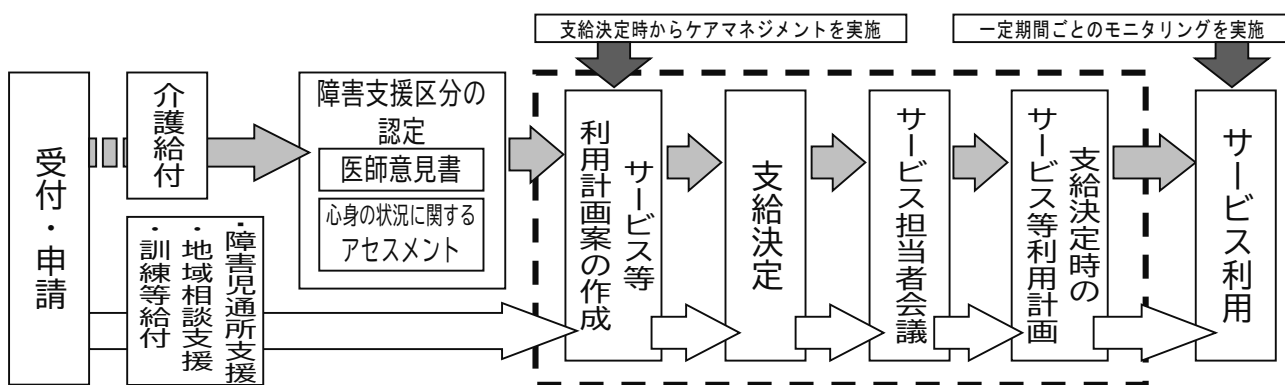 支給決定時からケアマネジメントを実施
一定期間ごとのモニタリングを実施
受付・申請
介護給付
・障害児通所支援
・地域相談支援
・訓練等給付
障害支援区分の
認定
医師意見書
心身の状況に関する
アセスメント
サービス等
利用計画案の作成
支給決定
サービス担当者会議
支給決定時の
サービス等利用計画
サービス利用